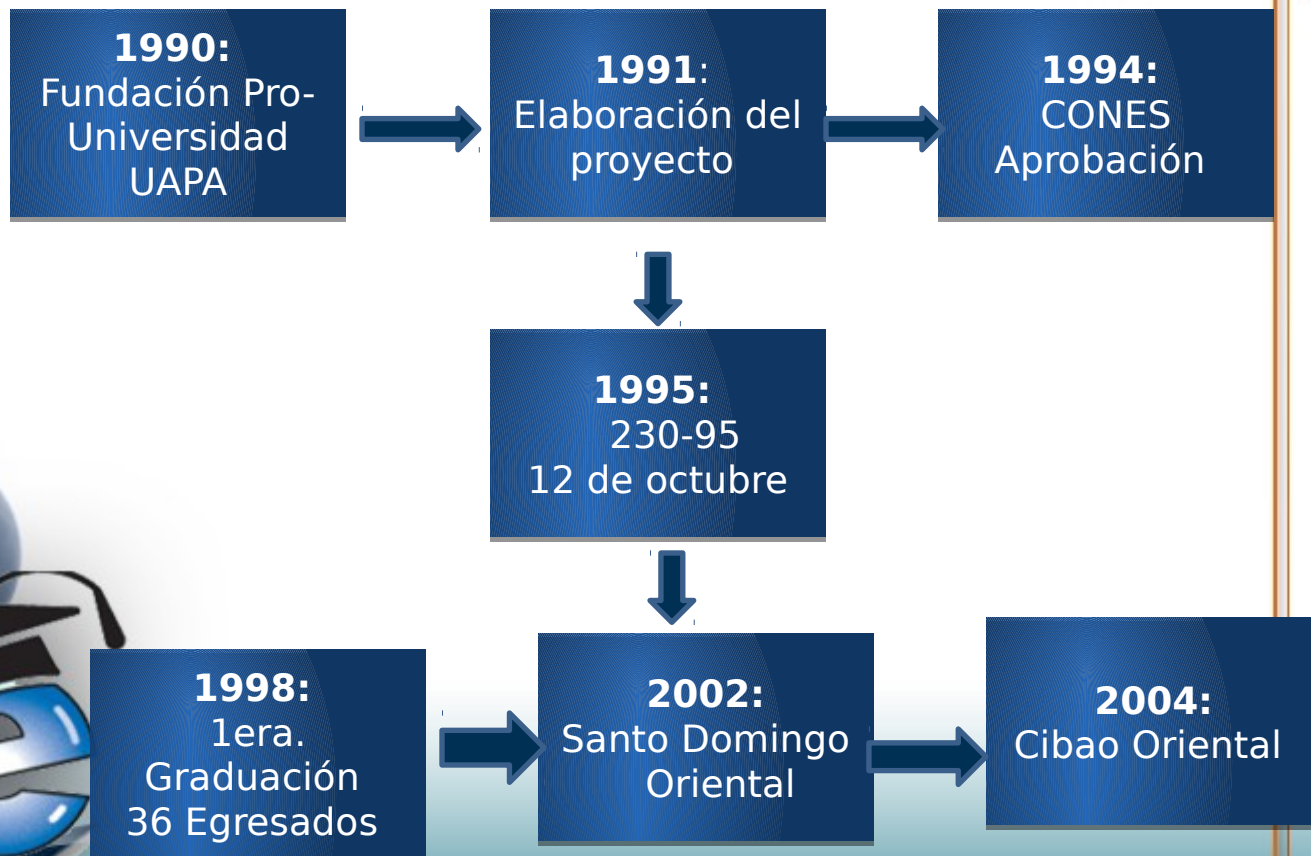 1990:
Fundación Pro-
Universidad
UAPA
1991:
Elaboración del
proyecto
1994:
CONES
Aprobación
1995:
230-95
12 de octubre
1998:
1era.
Graduación
36 Egresados
2002:
Santo Domingo
Oriental
2004:
Cibao Oriental